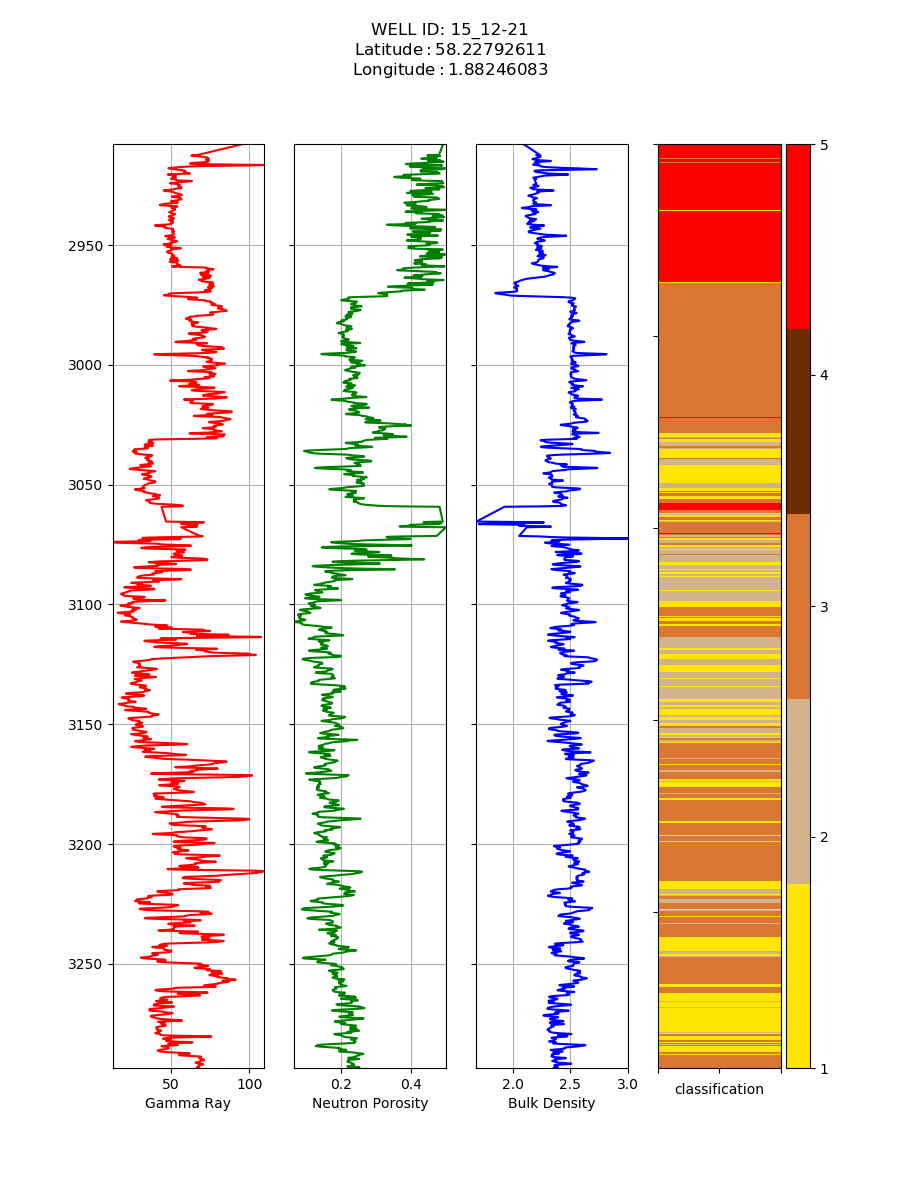 WELL ID: 15_12-21
Latitude : 58.22792611
Longitude : 1.88246083
2950
3000
3050
3100
3150
3200
3250
50 100
0.2 0.4
2.0 2.5 3.0
Gamma Ray
Neutron Porosity
Bulk Density
classification
5
4
3
2
1